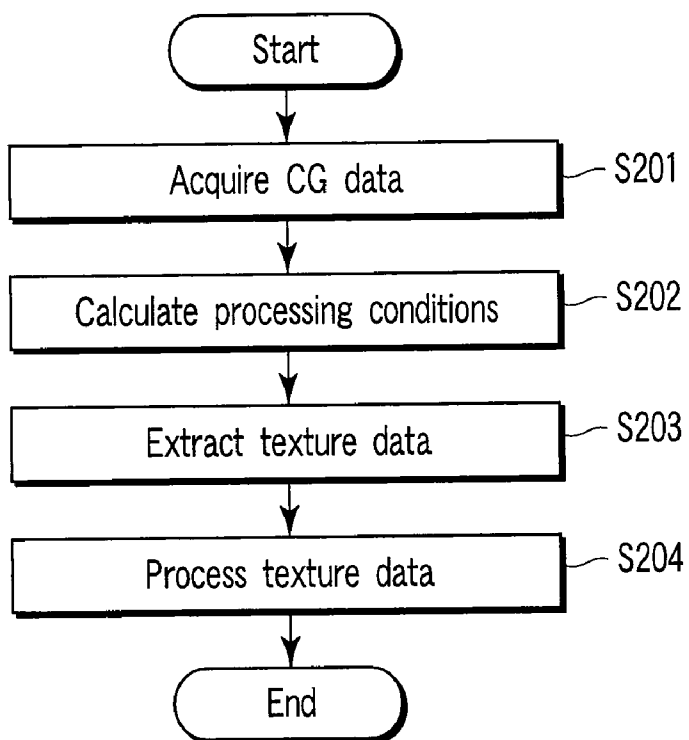 Start
Acquire CG data
S201
Calculate processing conditions
S202
Extract texture data
S203
Process texture data
S204
End